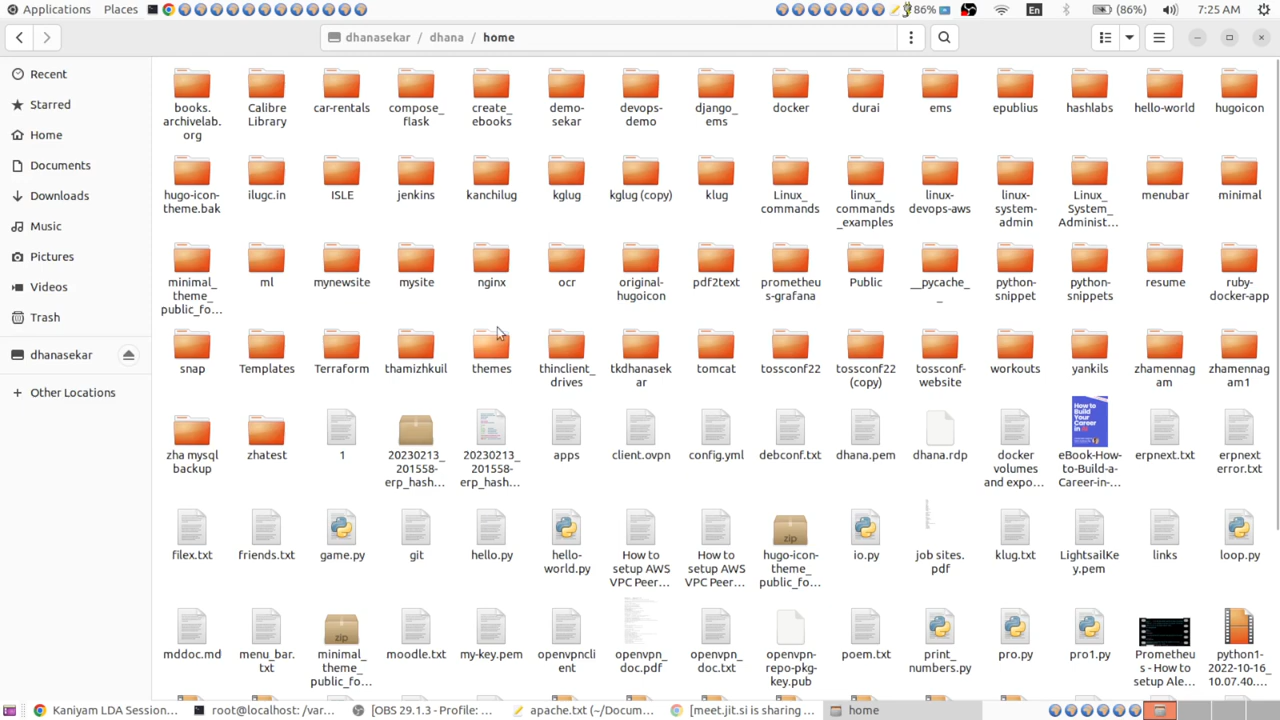 Applications Places 86% En (86%) 7:25 AM
dhanasekar / dhana / home
Recent
Starred
Home
Documents
Downloads
Music
Pictures
Videos
Trash
dhanasekar
+ Other Locations
books.
archivelab.
org
Calibre
Library
car-rentals
compose_
flask
create_
ebooks
demo-
sekar
devops-
demo
django_
ems
docker
durai
ems
epublius
hashlabs
hello-world
hugoicon
hugo-icon-
theme.bak
ilugc.in
ISLE
jenkins
kanchilug
kglug
kglug (copy)
klug
Linux_
commands
linux_
commands
_examples
linux-
devops-aws
linux-
system-
admin
Linux_
System_
Administ...
menubar
minimal
minimal_
theme_
public_fo...
ml
mynewsite
mysite
nginx
ocr
original-
hugoicon
pdf2text
prometheu
s-grafana
Public
__pycache_
_
python-
snippet
python-
snippets
resume
ruby-
docker-app
snap
Templates
Terraform
thamizhkuil
themes
thinclient_
drives
tkdhanasek
ar
tomcat
tossconf22
tossconf22
(copy)
tossconf-
website
workouts
yankils
zhamennag
am
zhamennag
am1
zha mysql
backup
zhatest
1
20230213_
201558-
erp_hash...
20230213_
201558-
erp_hash...
apps
client.ovpn
config.yml
debconf.txt
dhana.pem
dhana.rdp
docker
volumes
and expo...
How to
Build
Your
Career
in AI
eBook-How-
to-Build-a-
Career-in-...
erpnext.txt
erpnext
error.txt
filex.txt
friends.txt
game.py
git
hello.py
hello-
world.py
How to
setup AWS
VPC Peer...
How to
setup AWS
VPC Peer...
zip
hugo-icon-
theme_
public_fo...
io.py
job sites.
pdf
klug.txt
LightsailKe
y.pem
links
loop.py
mddoc.md
menu_bar.
txt
zip
minimal_
theme_
public_fo...
moodle.txt
my-key.pem
openvpncli
ent
openvpn_
doc.pdf
openvpn_
doc.txt
openvpn-
repo-pkg-
key.pub
poem.txt
print_
numbers.py
pro.py
pro1.py
Prometheu
s - How to
setup Ale...
python1-
2022-10-16_
10.07.40....
Kaniyam LDA Session... root@localhost: /var... [OBS 29.1.3 - Profile: ... apache.txt (~/Docum... [meet.jit.si is sharing ... home